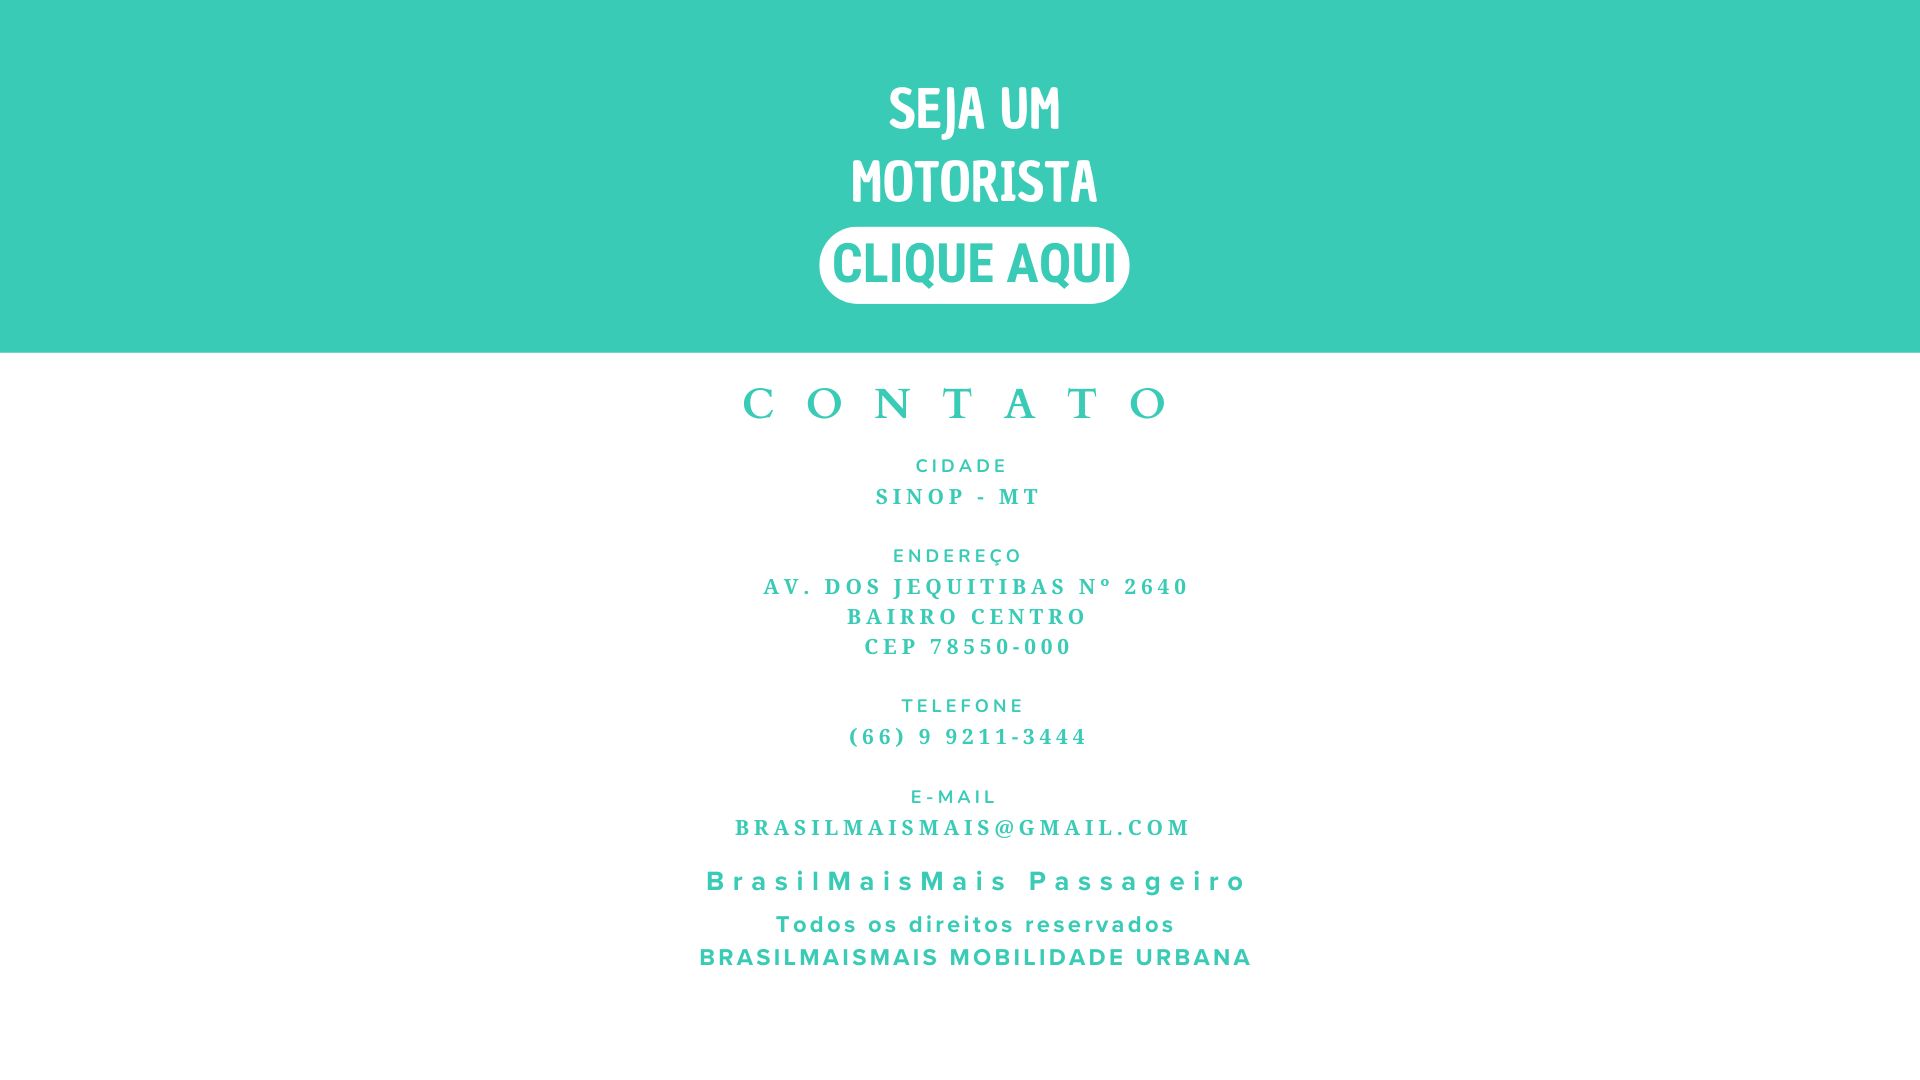 SEJA UM
MOTORISTA
CLIQUE AQUI
CONTATO
CIDADE
SINOP - MT
ENDEREÇO
AV. DOS JEQUITIBAS Nº 2640
BAIRRO CENTRO
CEP 78550-000
TELEFONE
(66) 9 9211-3444
E-MAIL
BRASILMAISMAIS@GMAIL.COM
BrasilMaisMais Passageiro
Todos os direitos reservados
BRASILMAISMAIS MOBILIDADE URBANA